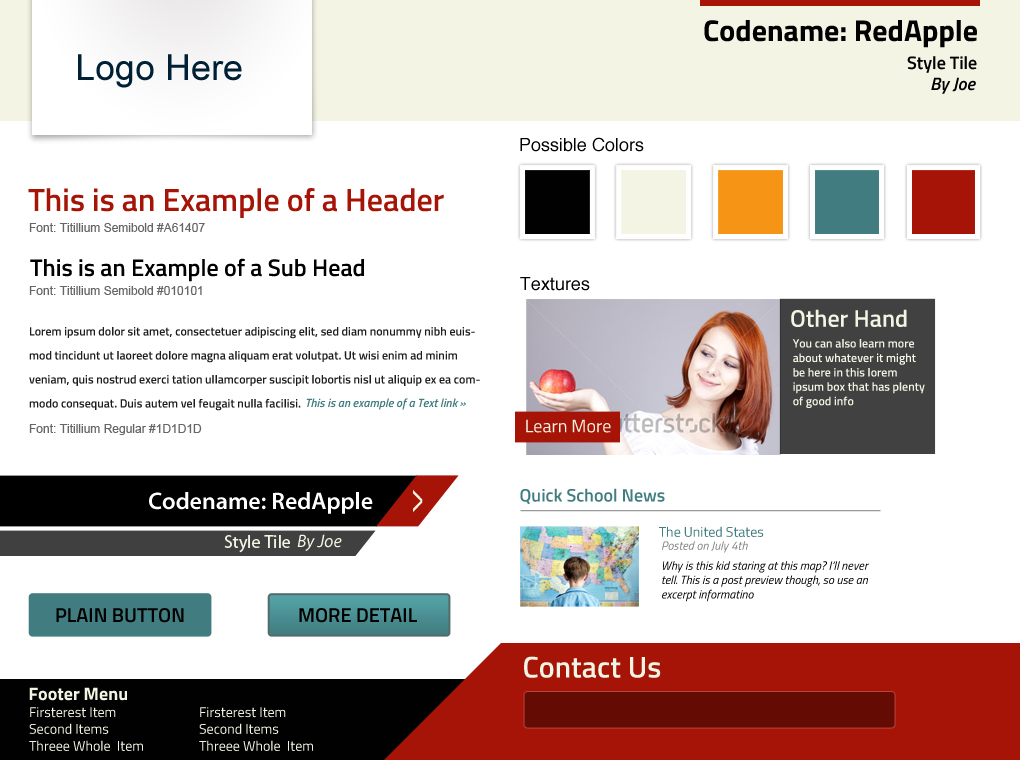 Logo Here
Codename: RedApple
Style Tile
By Joe
This is an Example of a Header
Font: Titillium Semibold #A61407
This is an Example of a Sub Head
Font: Titillium Semibold #010101
Lorem ipsum dolor sit amet, consectetuer adipiscing elit, sed diam nonummy nibh euis-
mod tincidunt ut laoreet dolore magna aliquam erat volutpat. Ut wisi enim ad minim
veniam, quis nostrud exerci tation ullamcorper suscipit lobortis nisl ut aliquip ex ea com-
modo consequat. Duis autem vel feugait nulla facilisi. This is an example of a Text link »
Font: Titillium Regular #1D1D1D
Codename: RedApple
Style Tile By Joe
PLAIN BUTTON
MORE DETAIL
Possible Colors
Textures
Other Hand
You can also learn more
about whatever it might
be here in this lorem
ipsum box that has plenty
of good info
Learn More
utterstock
Quick School News
The United States
Posted on July 4th
Why is this kid staring at this map? I'll never
tell. This is a post preview though, so use an
excerpt informatino
Footer Menu
Firsterest Item
Second Items
Threee Whole Item
Firsterest Item
Second Items
Threee Whole Item
Contact Us